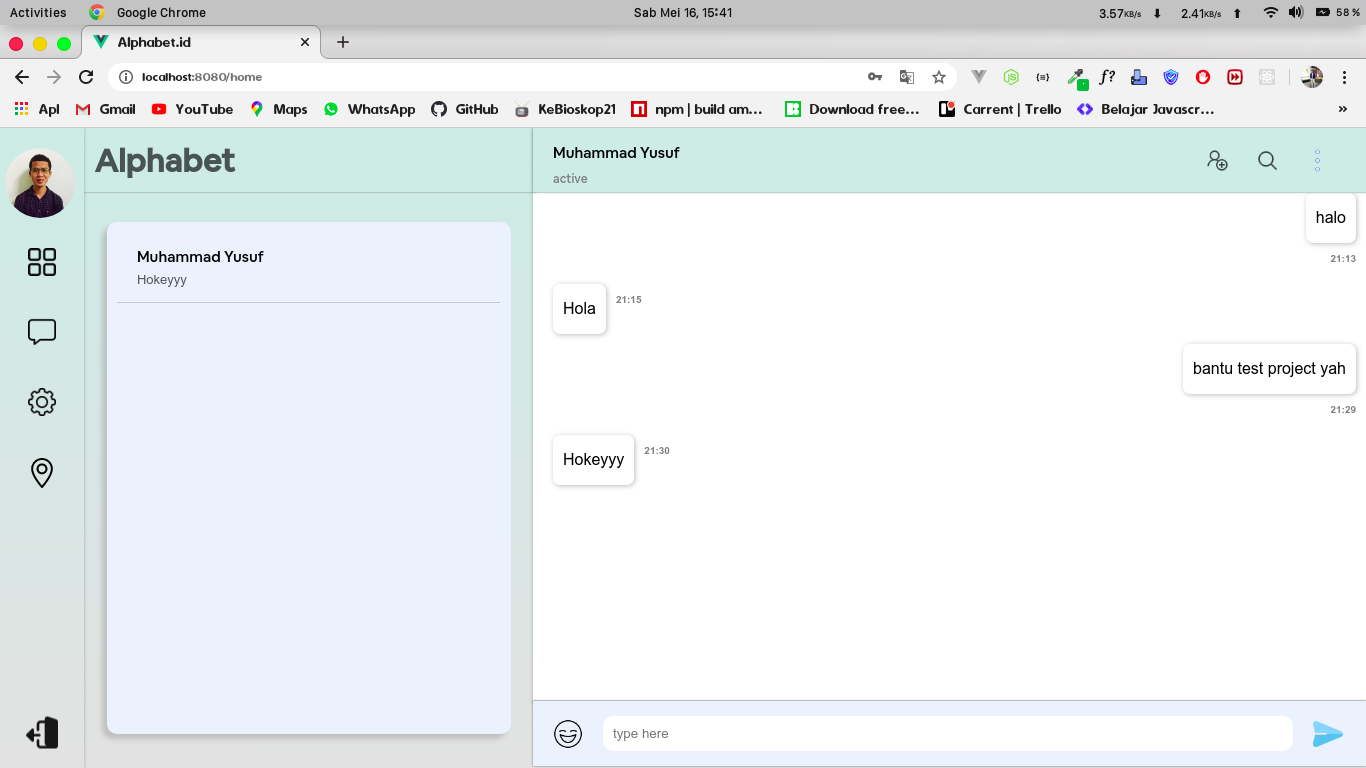 Activities Google Chrome Sab Mei 16, 15:41 3.57KB/s 2.41KB/s 58 %
Alphabet.id
localhost:8080/home
Apl Gmail YouTube Maps WhatsApp GitHub KeBioskop21 npm | build am... Download free... Carrent | Trello Belajar Javascr... »
Alphabet
Muhammad Yusuf
Hokeyyy
Muhammad Yusuf
active
halo
21:13
Hola 21:15
bantu test project yah
21:29
Hokeyyy 21:30
type here